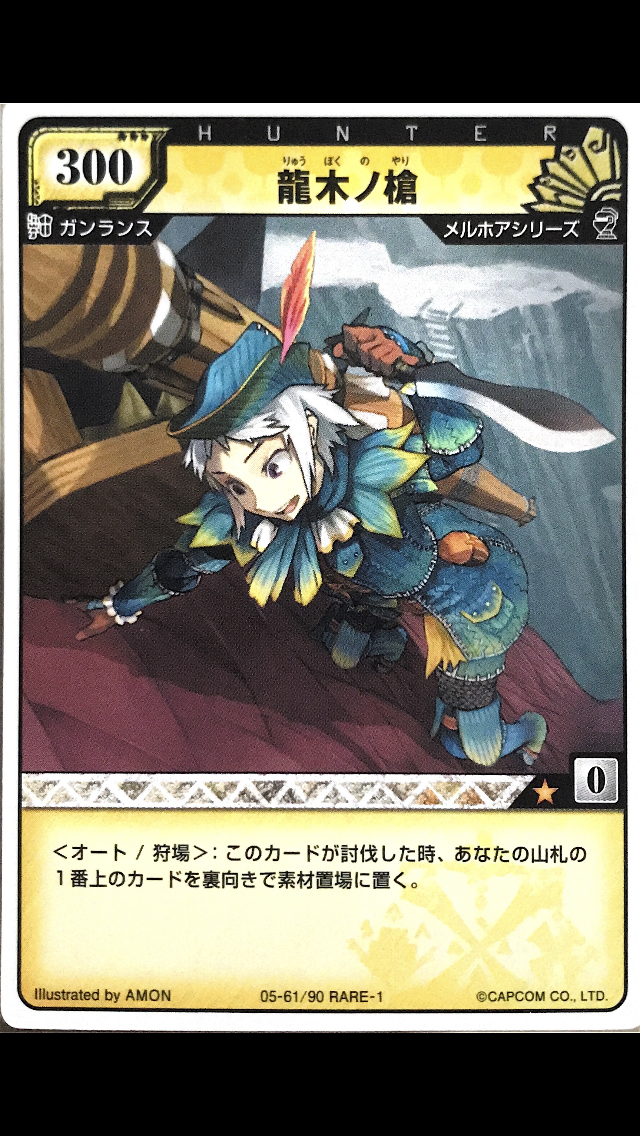 HUNTER
300
りゅう ぼく の やり
龍木ノ槍
ガンランス
メルホアシリーズ
0
<オート / 狩場>:このカードが討伐した時、あなたの山札の
1番上のカードを裏向きで素材置場に置く。
Illustrated by AMON
05-61/90 RARE-1
©CAPCOM CO., LTD.